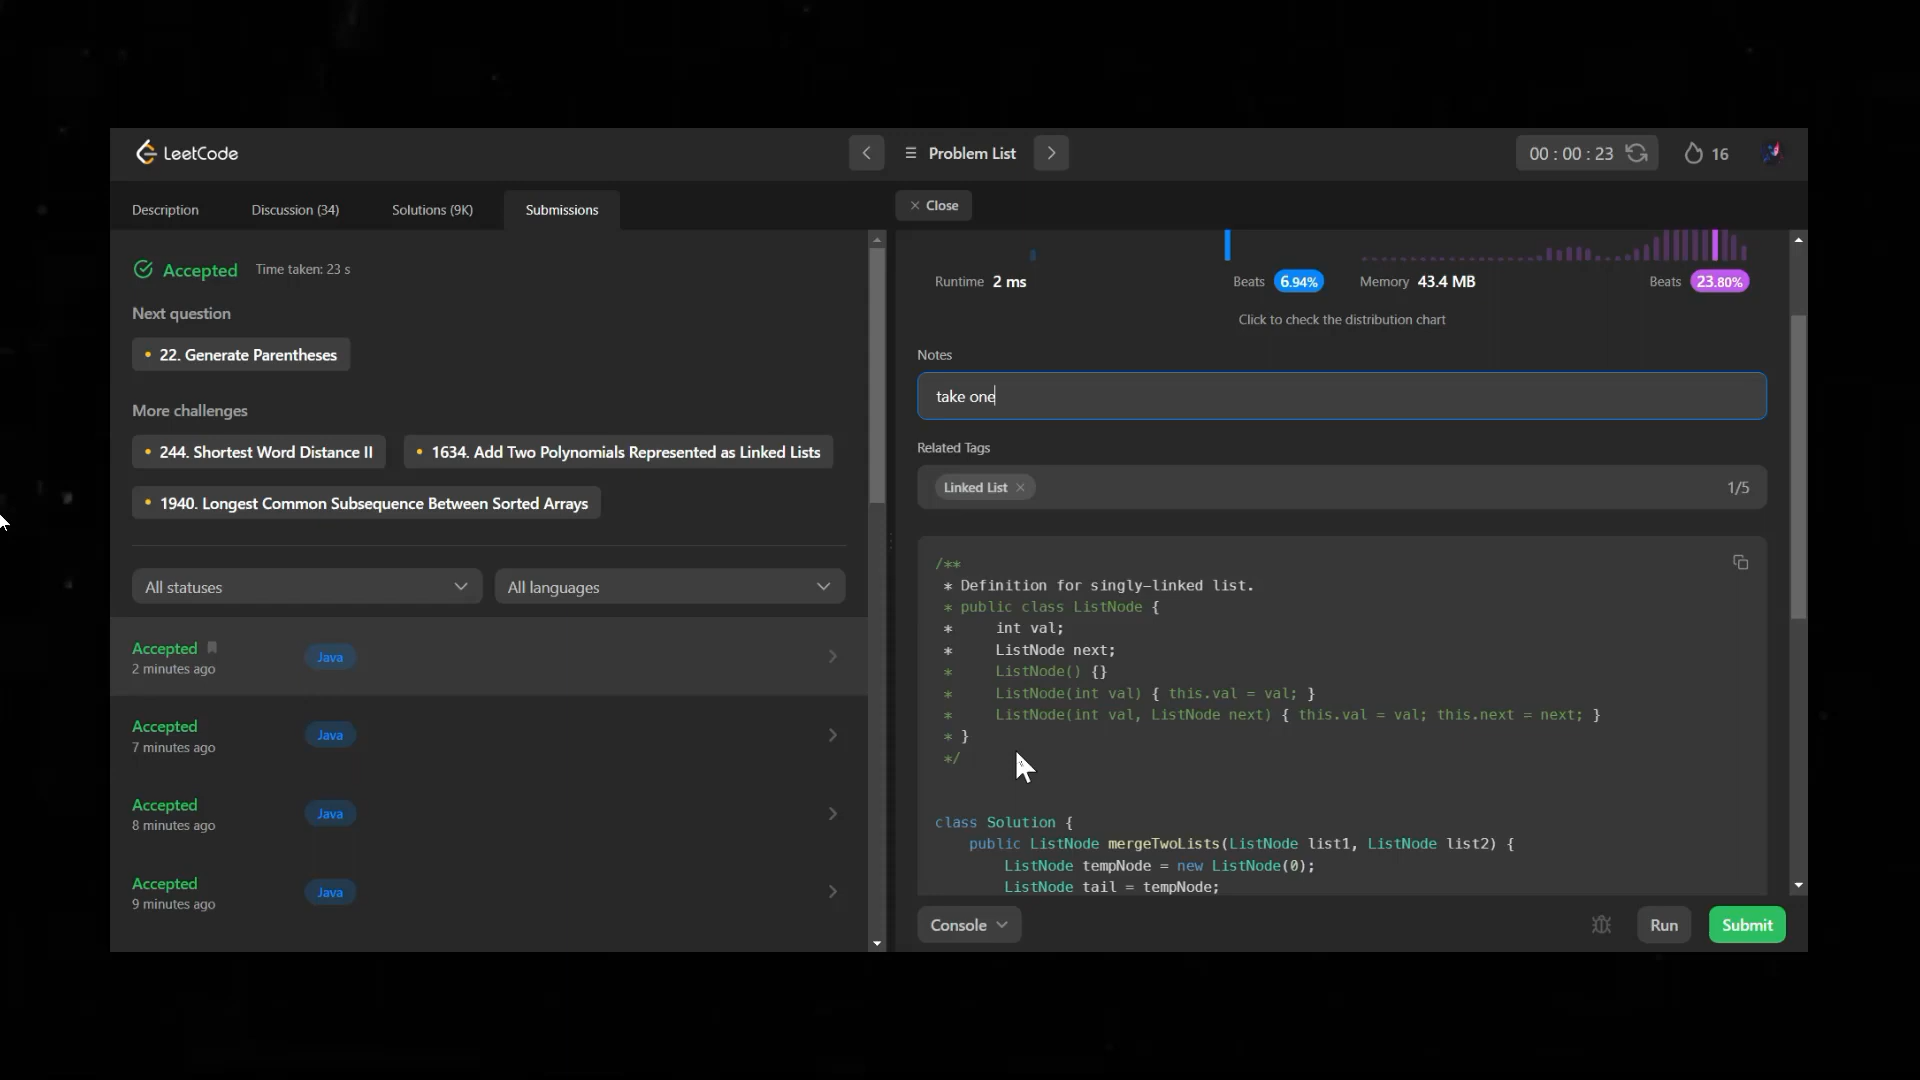 LeetCode
Problem List
00 : 00 : 23
16
Description
Discussion (34)
Solutions (9K)
Submissions
Close
Accepted
Time taken: 23 s
Next question
22. Generate Parentheses
More challenges
244. Shortest Word Distance II
1634. Add Two Polynomials Represented as Linked Lists
1940. Longest Common Subsequence Between Sorted Arrays
All statuses
All languages
Accepted
2 minutes ago
Java
Accepted
7 minutes ago
Java
Accepted
8 minutes ago
Java
Accepted
9 minutes ago
Java
Runtime 2 ms
Beats 6.94%
Memory 43.4 MB
Beats 23.80%
Click to check the distribution chart
Notes
take one
Related Tags
Linked List
1/5
/**
* Definition for singly-linked list.
* public class ListNode {
*     int val;
*     ListNode next;
*     ListNode() {}
*     ListNode(int val) { this.val = val; }
*     ListNode(int val, ListNode next) { this.val = val; this.next = next; }
* }
*/
class Solution {
public ListNode mergeTwoLists(ListNode list1, ListNode list2) {
ListNode tempNode = new ListNode(0);
ListNode tail = tempNode;
Console
Run
Submit